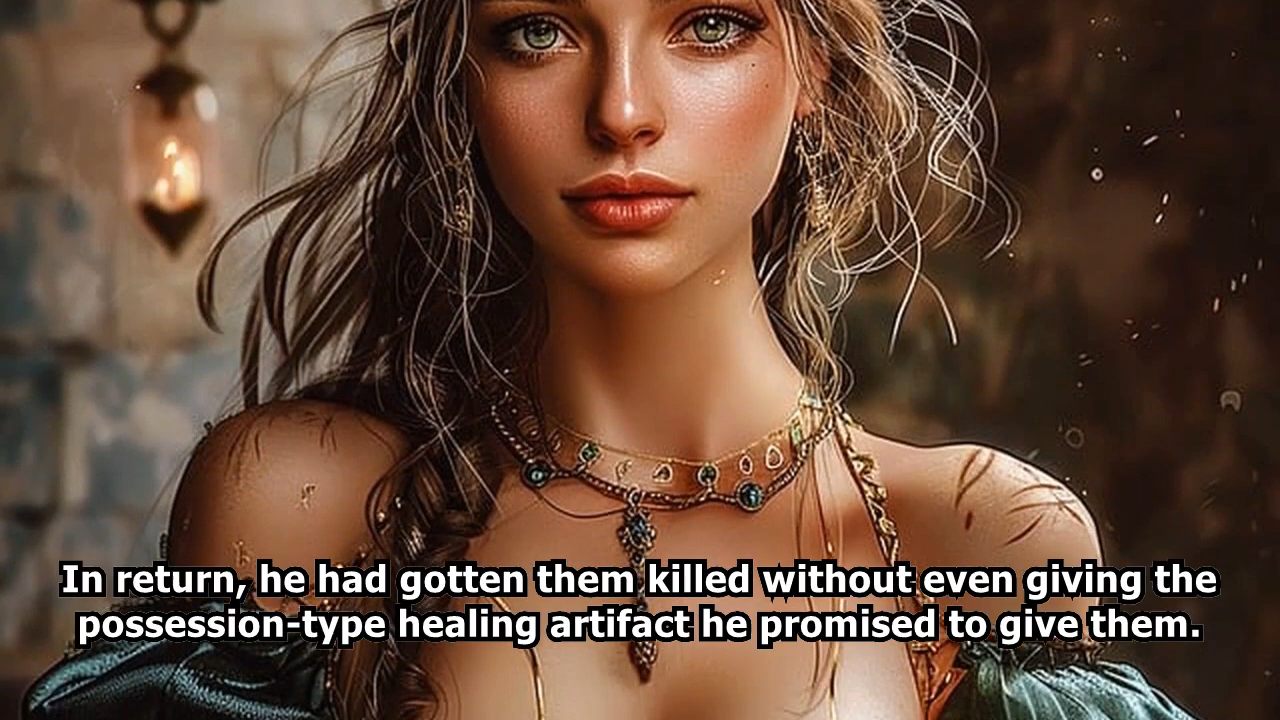 In return, he had gotten them killed without even giving the
possession-type healing artifact he promised to give them.